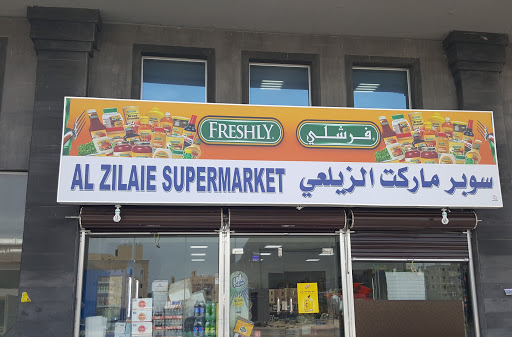 FRESHLY فرشلي
AL ZILAIE SUPERMARKET سوبر ماركت الزيلعي